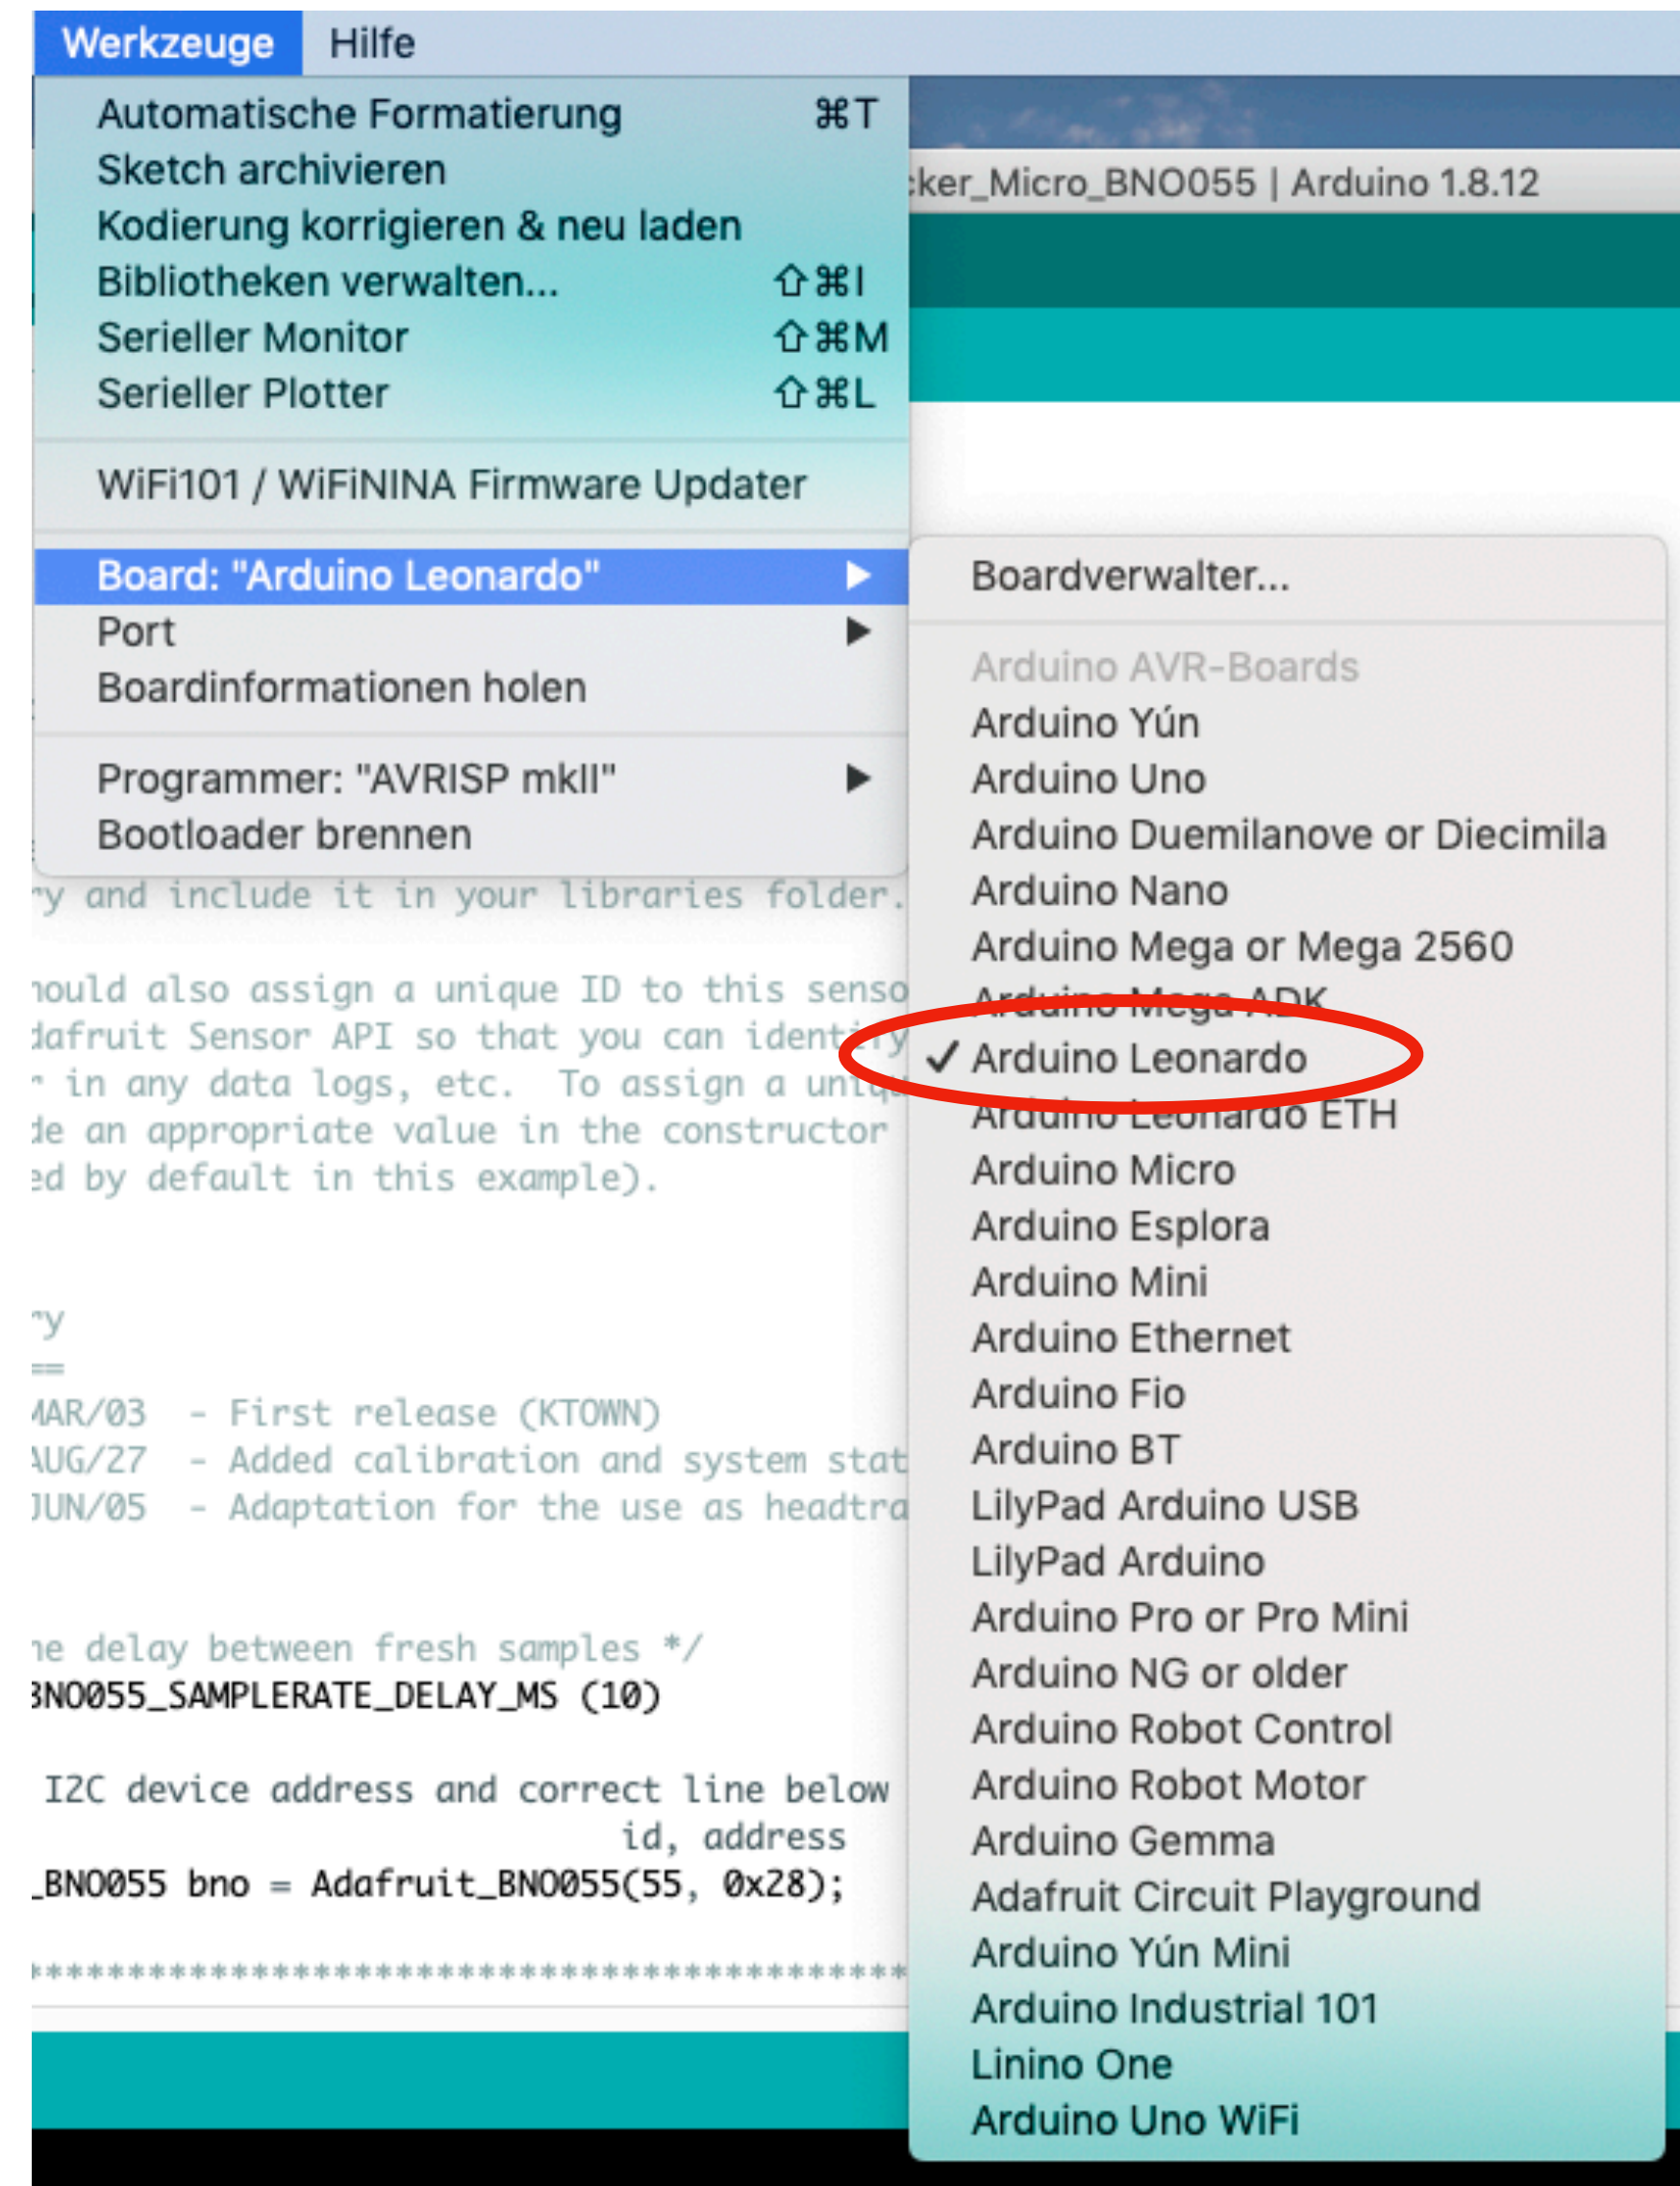 Werkzeuge Hilfe
Automatische Formatierung ⌘T
Sketch archivieren
Kodierung korrigieren & neu laden
Bibliotheken verwalten... ⇧⌘I
Serieller Monitor ⇧⌘M
Serieller Plotter ⇧⌘L
WiFi101 / WiFiNINA Firmware Updater
Board: "Arduino Leonardo"
Port
Boardinformationen holen
Programmer: "AVRISP mkII"
Bootloader brennen
cker_Micro_BNO055 | Arduino 1.8.12
Boardverwalter...
Arduino AVR-Boards
Arduino Yún
Arduino Uno
Arduino Duemilanove or Diecimila
Arduino Nano
Arduino Mega or Mega 2560
Arduino Mega ADK
✓ Arduino Leonardo
Arduino Leonardo ETH
Arduino Micro
Arduino Esplora
Arduino Mini
Arduino Ethernet
Arduino Fio
Arduino BT
LilyPad Arduino USB
LilyPad Arduino
Arduino Pro or Pro Mini
Arduino NG or older
Arduino Robot Control
Arduino Robot Motor
Arduino Gemma
Adafruit Circuit Playground
Arduino Yún Mini
Arduino Industrial 101
Linino One
Arduino Uno WiFi
ry and include it in your libraries folder.
hould also assign a unique ID to this senso
dafruit Sensor API so that you can identify
r in any data logs, etc.  To assign a uniqu
de an appropriate value in the constructor
ed by default in this example).
ry
==
MAR/03  - First release (KTOWN)
AUG/27  - Added calibration and system stat
JUN/05  - Adaptation for the use as headtra
he delay between fresh samples */
BNO055_SAMPLERATE_DELAY_MS (10)
I2C device address and correct line below
id, address
_BNO055 bno = Adafruit_BNO055(55, 0x28);
*******************************************